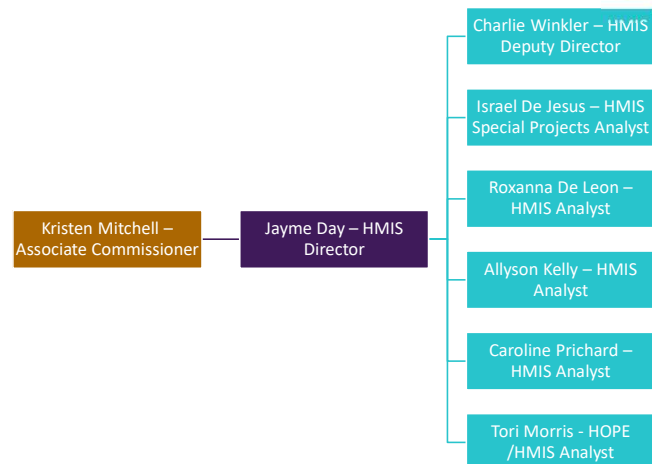 Charlie Winkler – HMIS
Deputy Director
Israel De Jesus – HMIS
Special Projects Analyst
Roxanna De Leon –
HMIS Analyst
Kristen Mitchell –
Associate Commissioner
Jayme Day – HMIS
Director
Allyson Kelly – HMIS
Analyst
Caroline Prichard –
HMIS Analyst
Tori Morris - HOPE
/HMIS Analyst